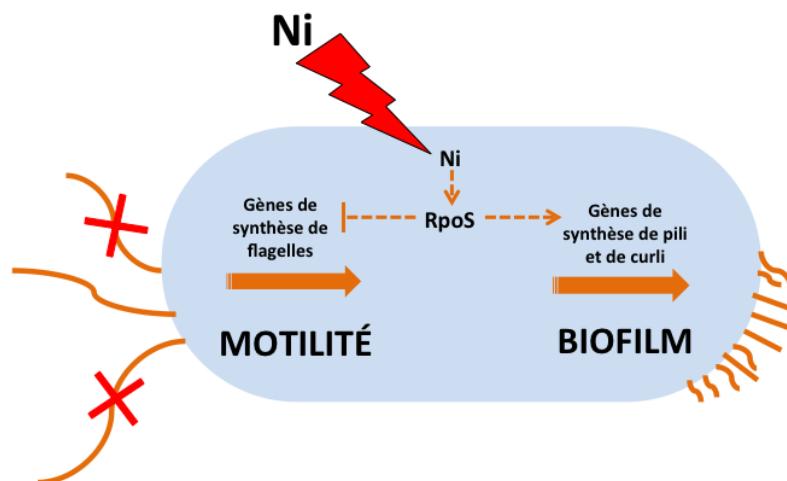 Ni
Ni
RpoS
Gènes de
synthèse de
flagelles
Gènes de
synthèse de pili
et de curli
MOTILITÉ
BIOFILM